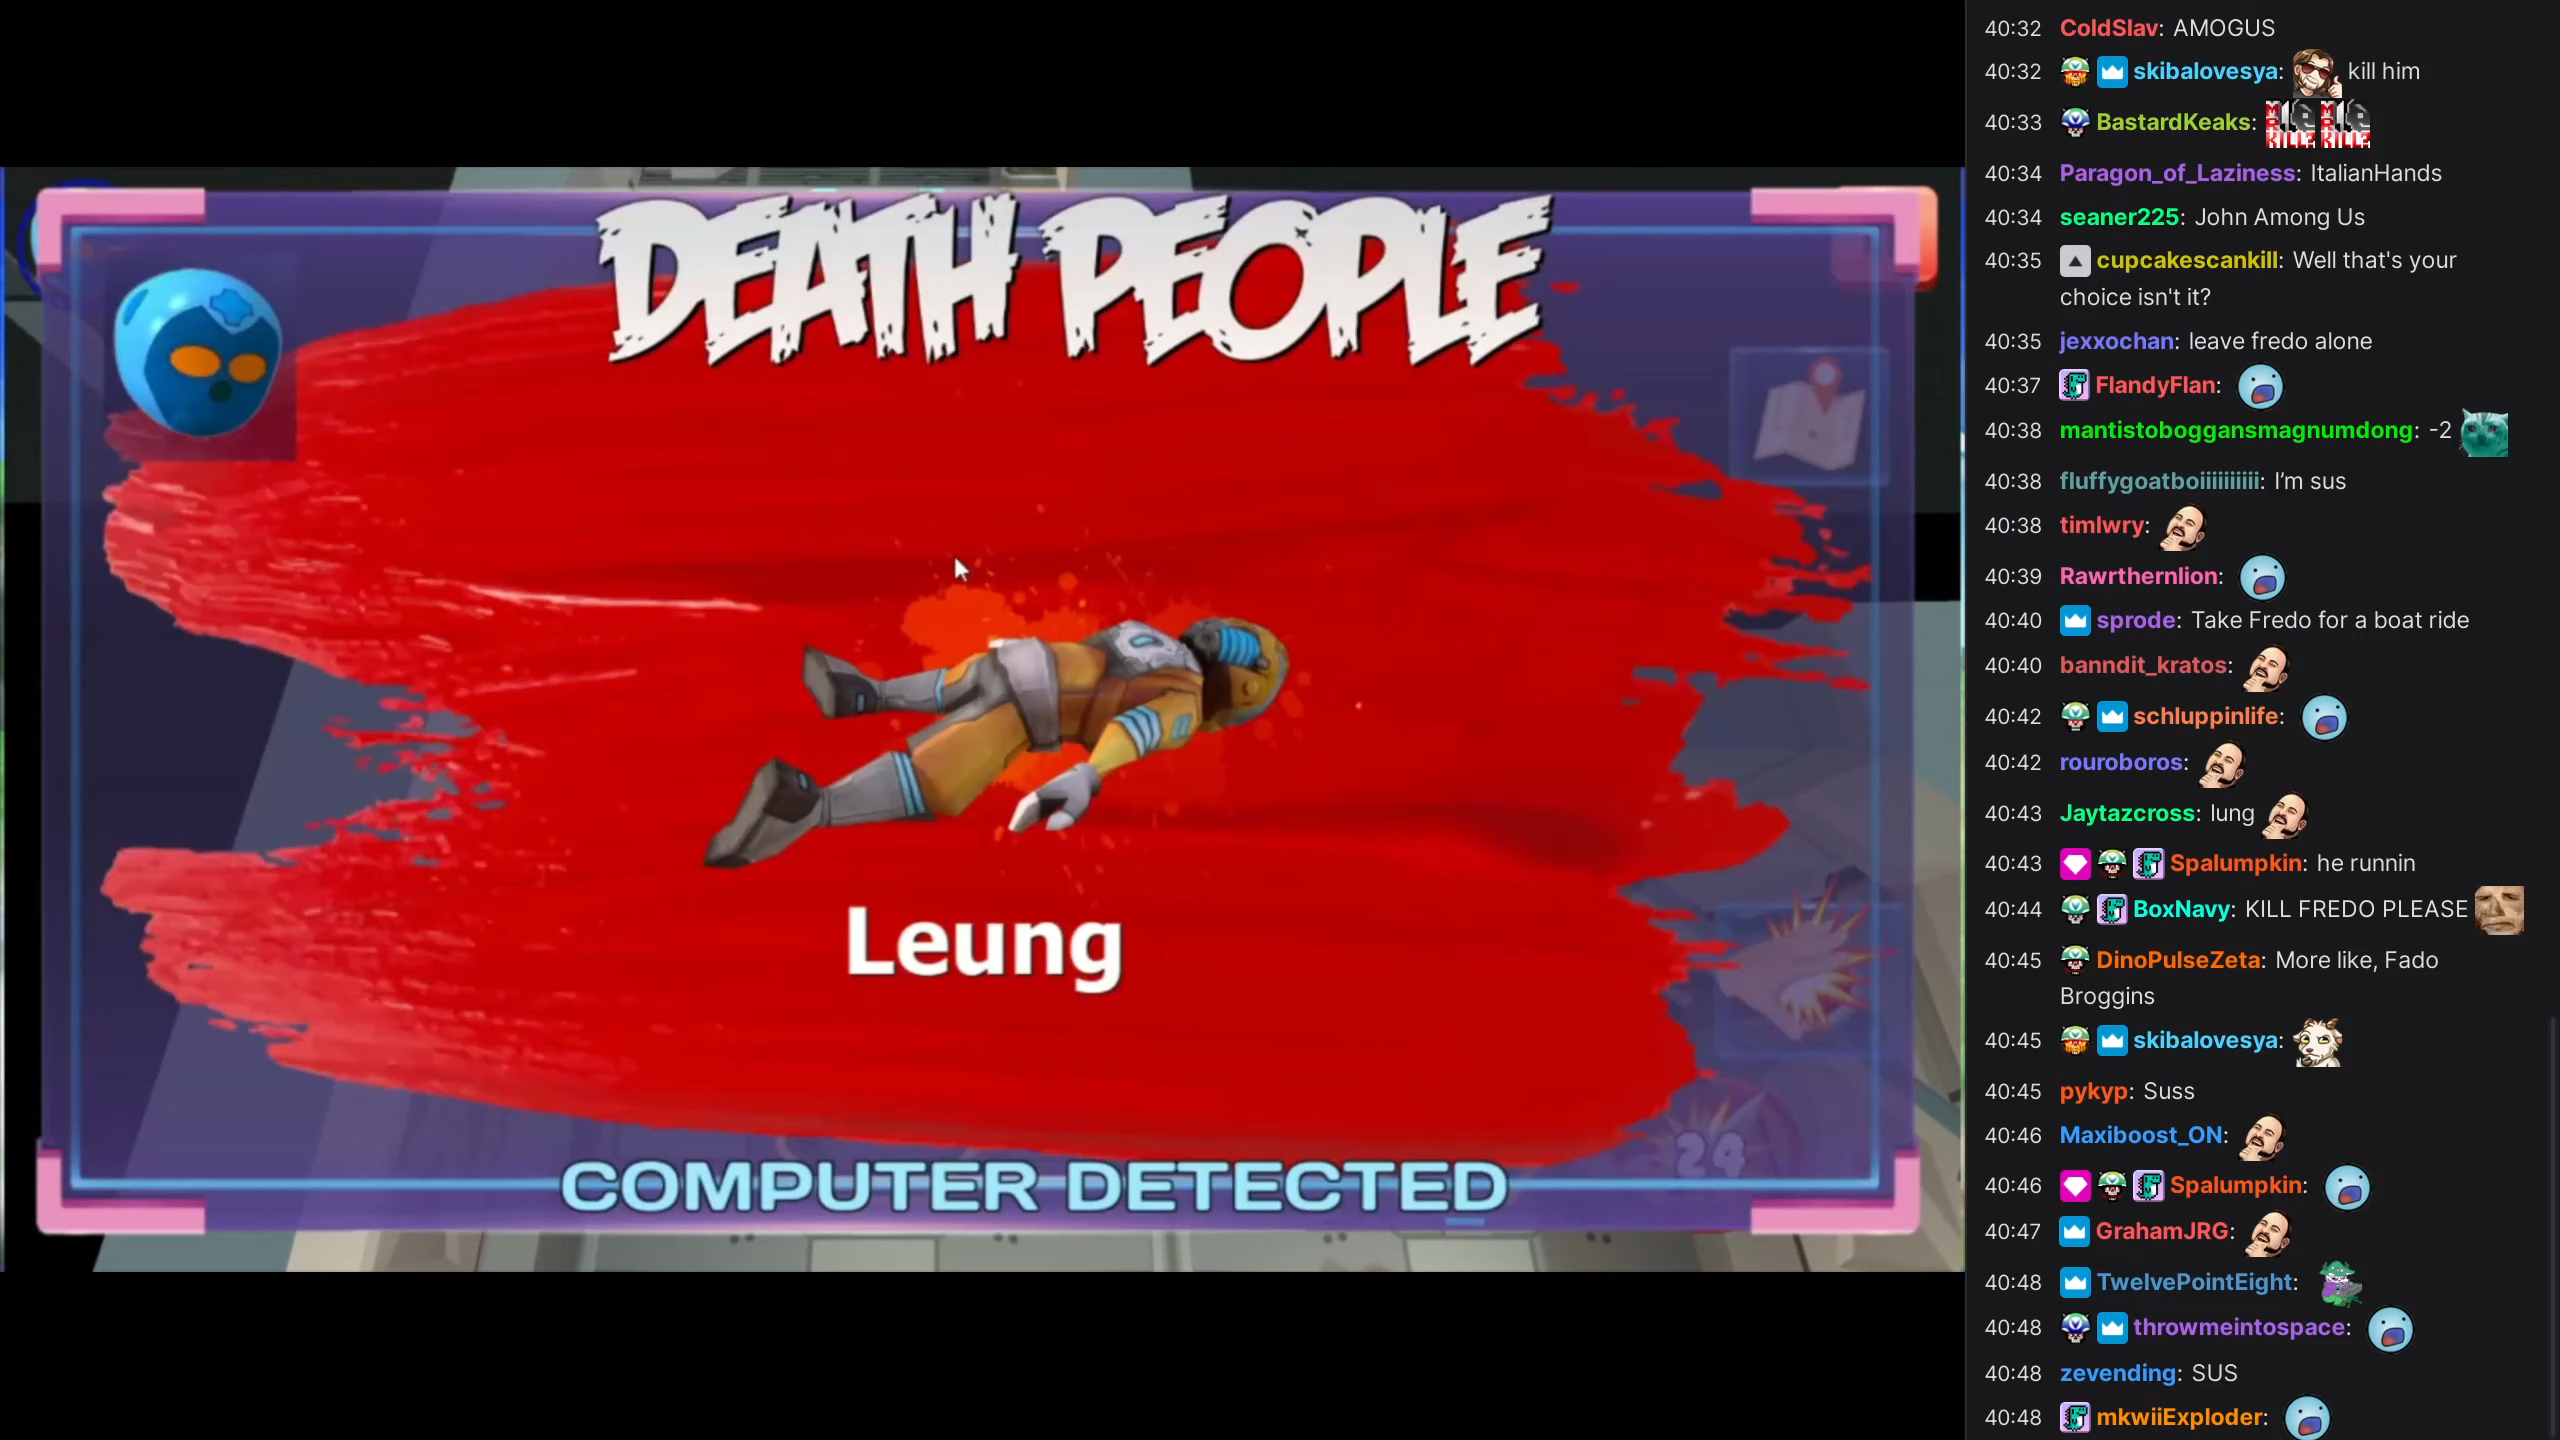 DEATH PEOPLE
Leung
24
COMPUTER DETECTED
40:32 ColdSlav: AMOGUS
40:32 skibalovesya: kill him
40:33 BastardKeaks:
40:34 Paragon_of_Laziness: ItalianHands
40:34 seaner225: John Among Us
40:35 cupcakescankill: Well that's your
choice isn't it?
40:35 jexxochan: leave fredo alone
40:37 FlandyFlan:
40:38 mantistoboggansmagnumdong: -2
40:38 fluffygoatboiiiiiiiiii: I’m sus
40:38 timlwry:
40:39 Rawrthernlion:
40:40 sprode: Take Fredo for a boat ride
40:40 banndit_kratos:
40:42 schluppinlife:
40:42 rouroboros:
40:43 Jaytazcross: lung
40:43 Spalumpkin: he runnin
40:44 BoxNavy: KILL FREDO PLEASE
40:45 DinoPulseZeta: More like, Fado
Broggins
40:45 skibalovesya:
40:45 pykyp: Suss
40:46 Maxiboost_ON:
40:46 Spalumpkin:
40:47 GrahamJRG:
40:48 TwelvePointEight:
40:48 throwmeintospace:
40:48 zevending: SUS
40:48 mkwiiExploder: